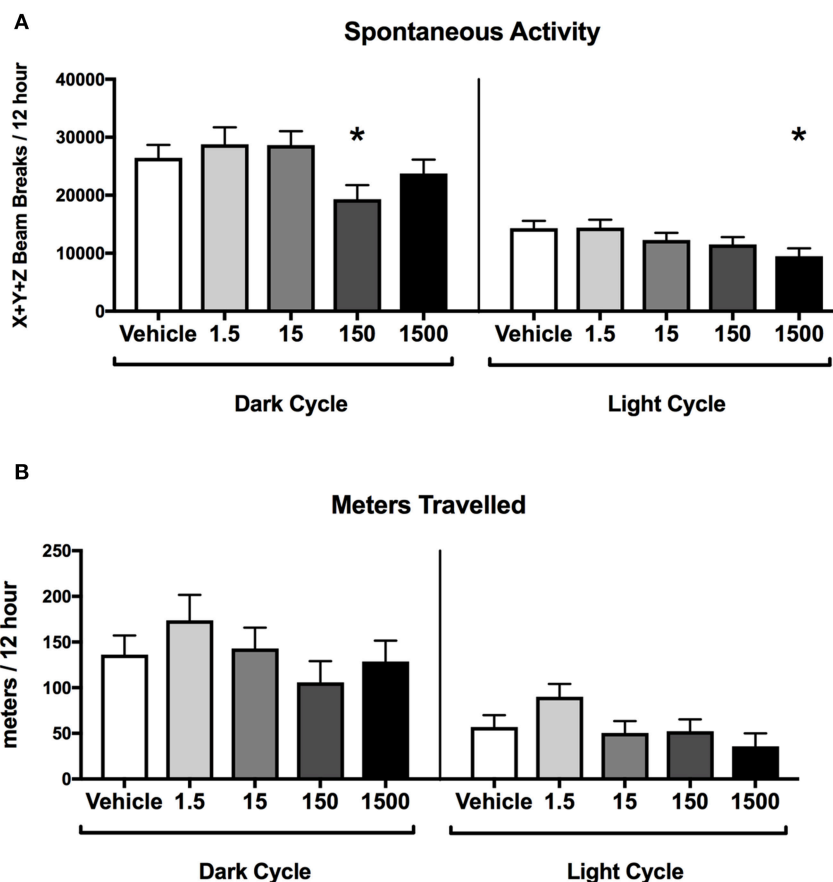 A
Spontaneous Activity
X+Y+Z Beam Breaks / 12 hour
40000
30000
20000
10000
0
* *
Vehicle 1.5 15 150 1500 Vehicle 1.5 15 150 1500
Dark Cycle Light Cycle
B
Meters Travelled
meters / 12 hour
250
200
150
100
50
0
Vehicle 1.5 15 150 1500 Vehicle 1.5 15 150 1500
Dark Cycle Light Cycle